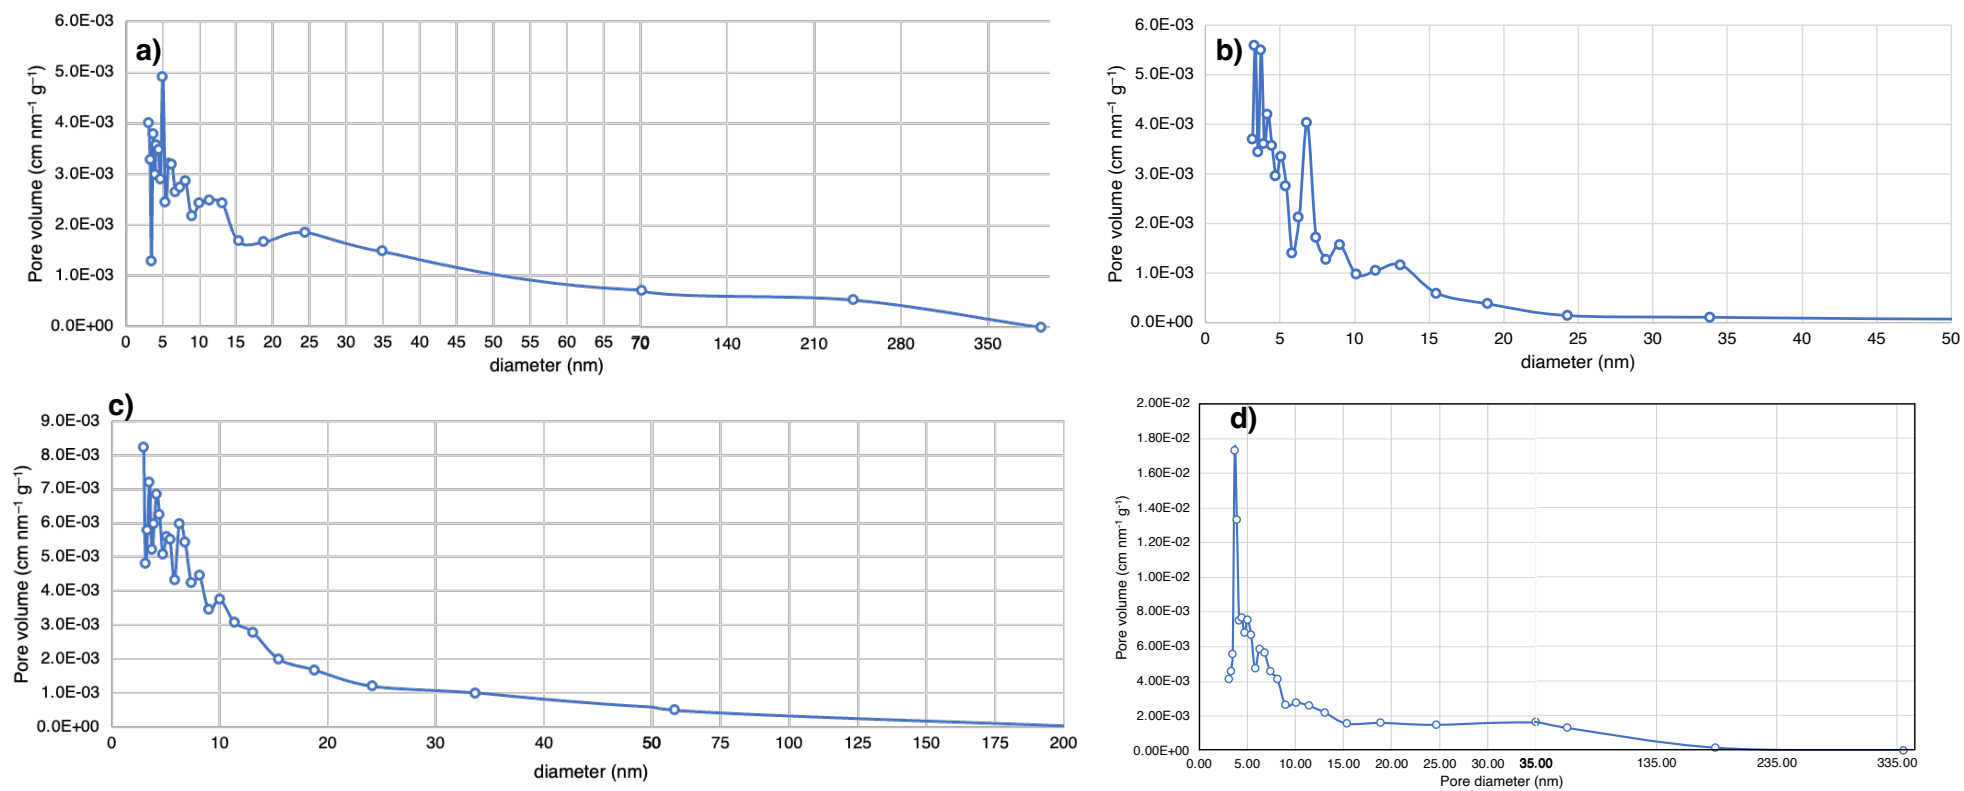 a)
6.0E-03
5.0E-03
4.0E-03
3.0E-03
2.0E-03
1.0E-03
0.0E+00
Pore volume (cm nm⁻¹ g⁻¹)
0 5 10 15 20 25 30 35 40 45 50 55 60 65 70 140 210 280 350
diameter (nm)
b)
6.0E-03
5.0E-03
4.0E-03
3.0E-03
2.0E-03
1.0E-03
0.0E+00
Pore volume (cm nm⁻¹ g⁻¹)
0 5 10 15 20 25 30 35 40 45 50
diameter (nm)
c)
9.0E-03
8.0E-03
7.0E-03
6.0E-03
5.0E-03
4.0E-03
3.0E-03
2.0E-03
1.0E-03
0.0E+00
Pore volume (cm nm⁻¹ g⁻¹)
0 10 20 30 40 50 75 100 125 150 175 200
diameter (nm)
d)
2.00E-02
1.80E-02
1.60E-02
1.40E-02
1.20E-02
1.00E-02
8.00E-03
6.00E-03
4.00E-03
2.00E-03
0.00E+00
Pore volume (cm nm⁻¹ g⁻¹)
0.00 5.00 10.00 15.00 20.00 25.00 30.00 35.00 135.00 235.00 335.00
Pore diameter (nm)